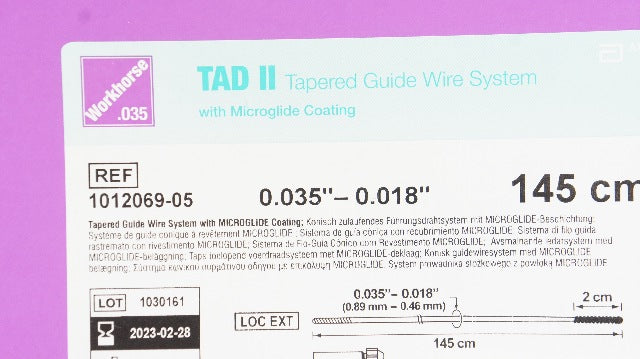 Workhorse
.035
TAD II Tapered Guide Wire System
with Microglide Coating
REF
1012069-05
0.035"– 0.018"
145 cm
Tapered Guide Wire System with MICROGLIDE Coating; Konisch zulaufendes Führungsdrahtsystem mit MICROGLIDE-Beschichtung;
Système de guide conique à revêtement MICROGLIDE; Sistema de guía cónica con recubrimiento MICROGLIDE; Sistema di filo guida
rastremato con rivestimento MICROGLIDE; Sistema de Fio-Guia Cónico com Revestimento MICROGLIDE; Avsmalnande ledarsystem med
MICROGLIDE-beläggning; Taps toelopend voerdraadsysteem met MICROGLIDE-deklaag; Konisk guidewiresystem med MICROGLIDE
belægning; Σύστημα κωνικού συρμάτινου οδηγού με επικάλυψη MICROGLIDE; System prowadnika stożkowego z powłoką MICROGLIDE
LOT 1030161
2023-02-28
LOC EXT
0.035"– 0.018"
(0.89 mm – 0.46 mm)
2 cm
145 cm